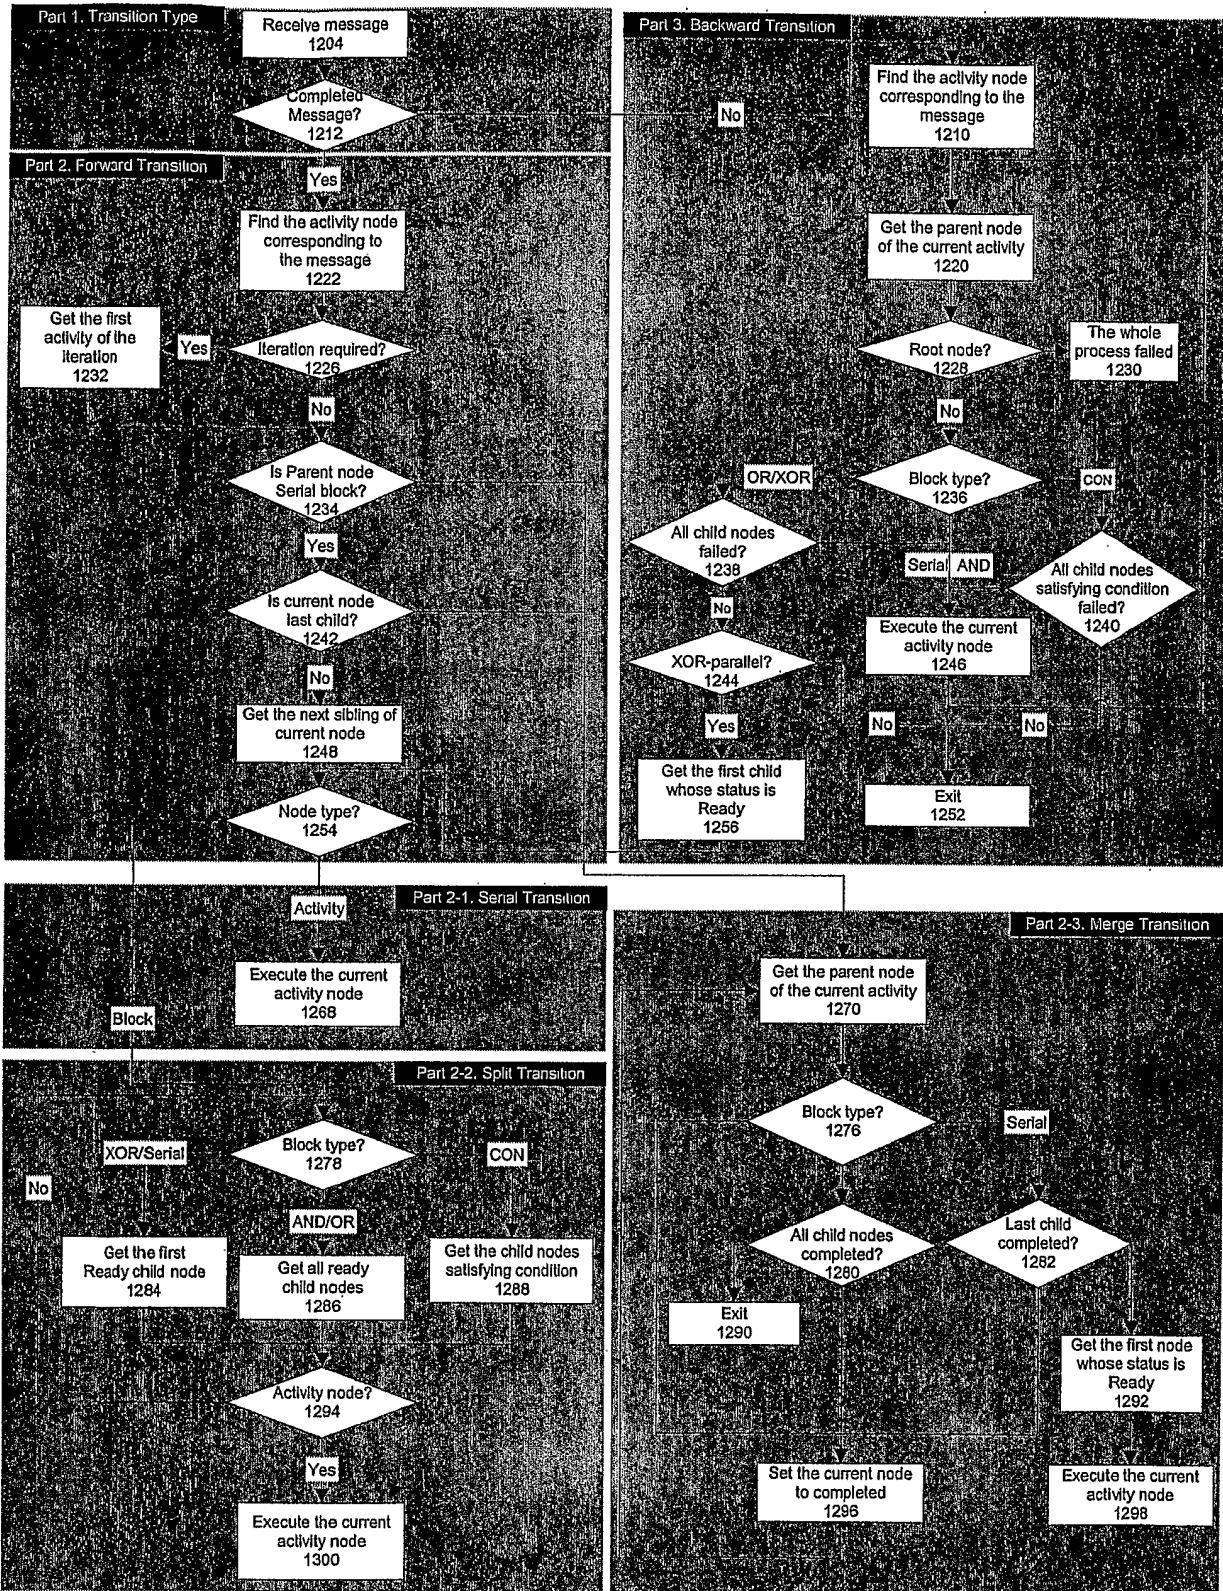 Part 1. Transition Type
Receive message
1204
Completed
Message?
1212
Part 2. Forward Transition
Yes
Find the activity node
corresponding to
the message
1222
Get the first
activity of the
iteration
1232
Yes
Iteration required?
1226
No
Is Parent node
Serial block?
1234
Yes
Is current node
last child?
1242
No
Get the next sibling of
current node
1248
Node type?
1254
Part 3. Backward Transition
No
Find the activity node
corresponding to the
message
1210
Get the parent node
of the current activity
1220
Root node?
1228
The whole
process failed
1230
No
OR/XOR
Block type?
1236
CON
All child nodes
failed?
1238
Serial AND
All child nodes
satisfying condition
failed?
1240
No
Execute the current
activity node
1246
XOR-parallel?
1244
Yes
No
No
Get the first child
whose status is
Ready
1256
Exit
1252
Part 2-1. Serial Transition
Activity
Execute the current
activity node
1268
Block
Part 2-2. Split Transition
XOR/Serial
Block type?
1278
CON
No
AND/OR
Get the first
Ready child node
1284
Get all ready
child nodes
1286
Get the child nodes
satisfying condition
1288
Activity node?
1294
Yes
Execute the current
activity node
1300
Part 2-3. Merge Transition
Get the parent node
of the current activity
1270
Block type?
1276
Serial
All child nodes
completed?
1280
Last child
completed?
1282
Exit
1290
Get the first node
whose status is
Ready
1292
Set the current node
to completed
1296
Execute the current
activity node
1298